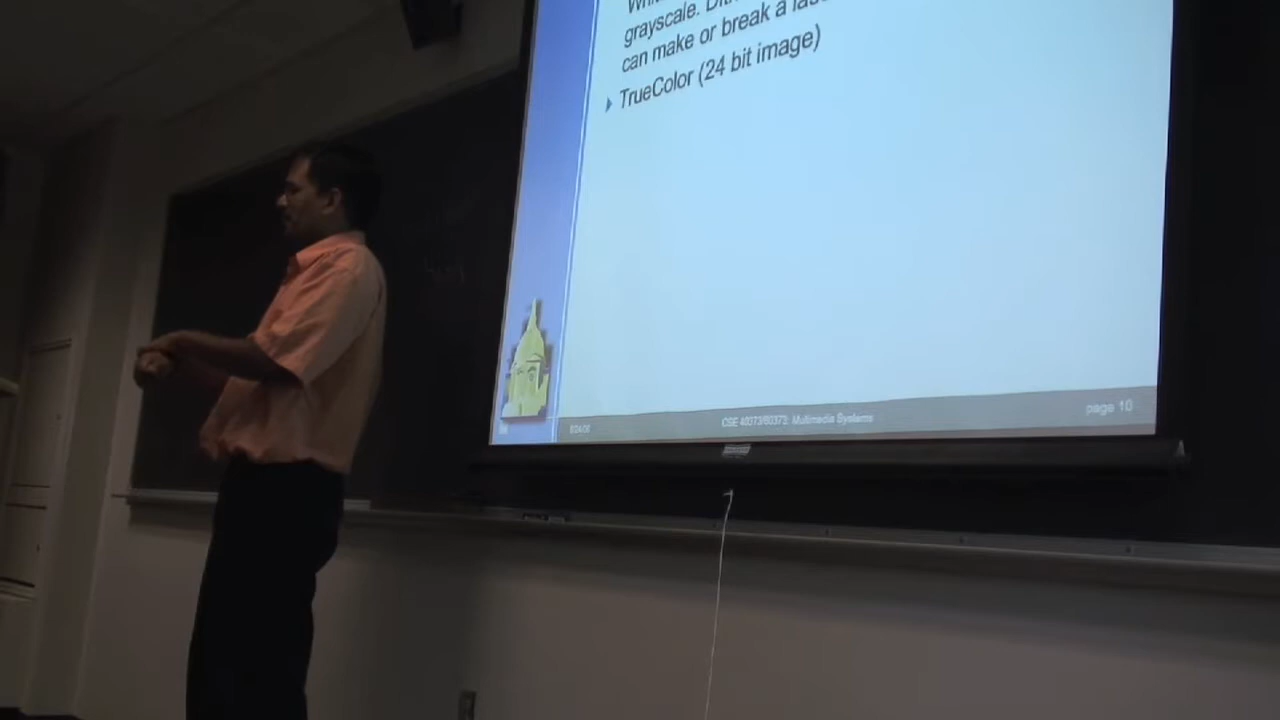 grayscale.
can make or break a
TrueColor (24 bit image)
CSE 40373/60373: Multimedia Systems
page 10